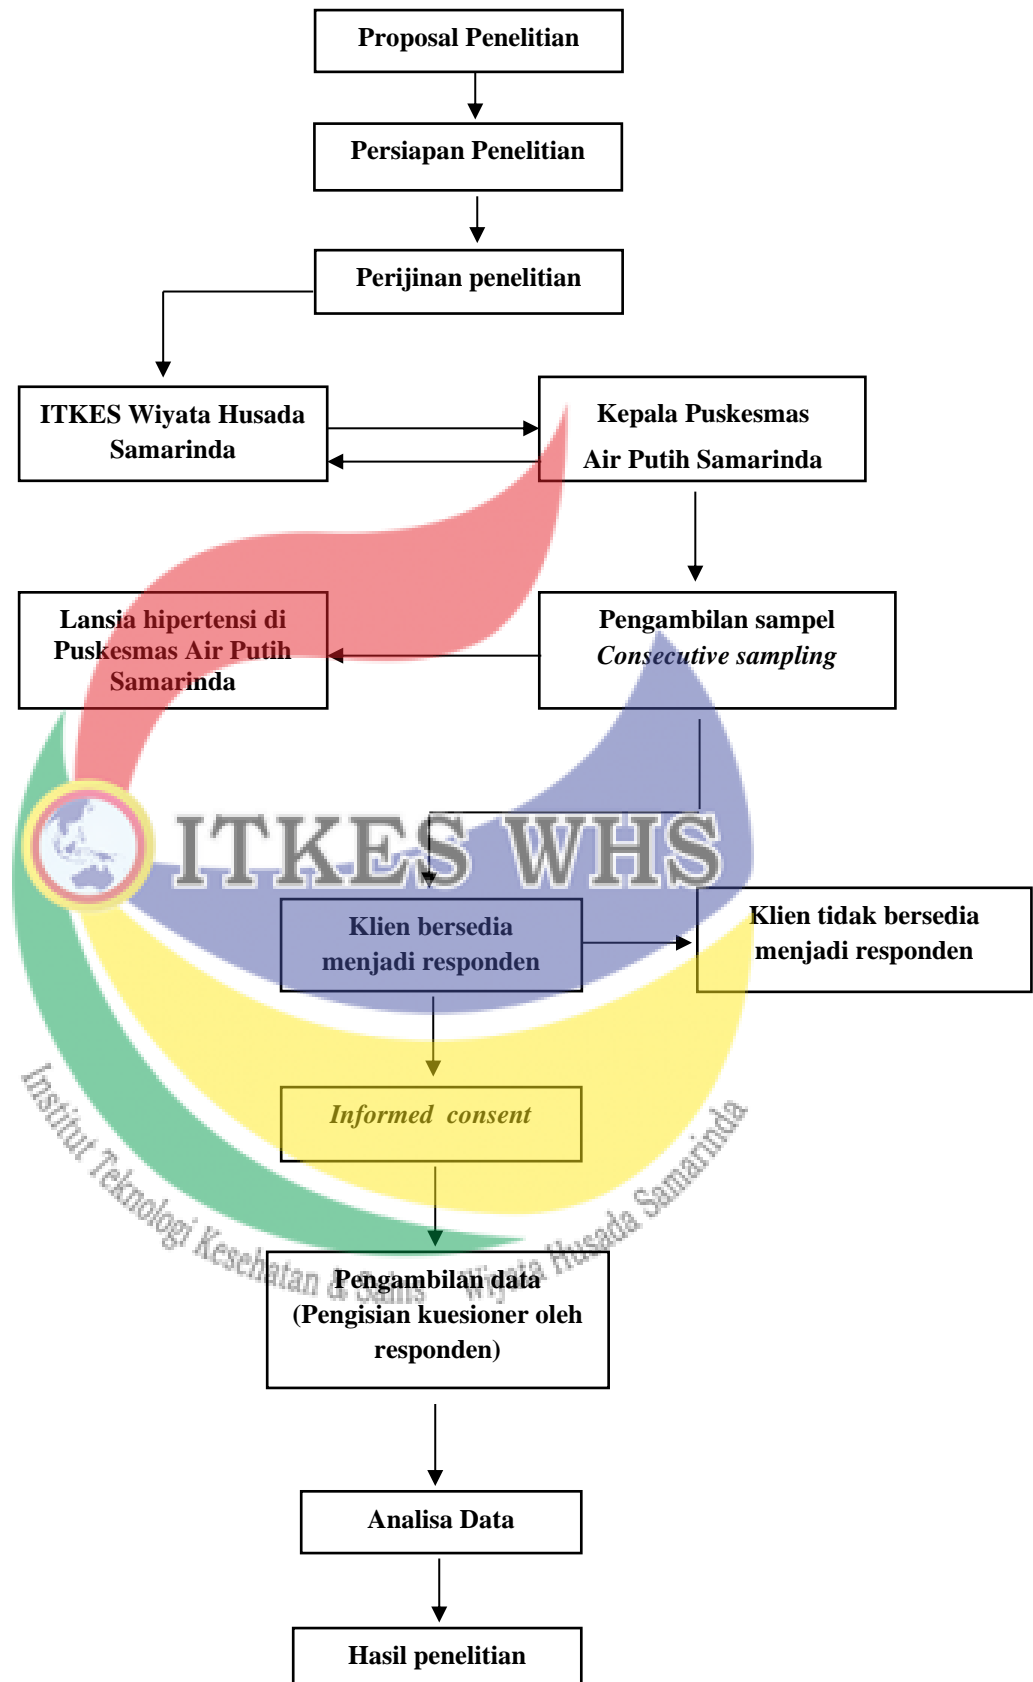 Proposal Penelitian
Persiapan Penelitian
Perijinan penelitian
ITKES Wiyata Husada
Samarinda
Kepala Puskesmas
Air Putih Samarinda
Lansia hipertensi di
Puskesmas Air Putih
Samarinda
Pengambilan sampel
Consecutive sampling
ITKES WHS
Klien bersedia
menjadi responden
Klien tidak bersedia
menjadi responden
Informed consent
Institut Teknologi Kesehatan & Sains Wiyata Husada Samarinda
Pengambilan data
(Pengisian kuesioner oleh
responden)
Analisa Data
Hasil penelitian